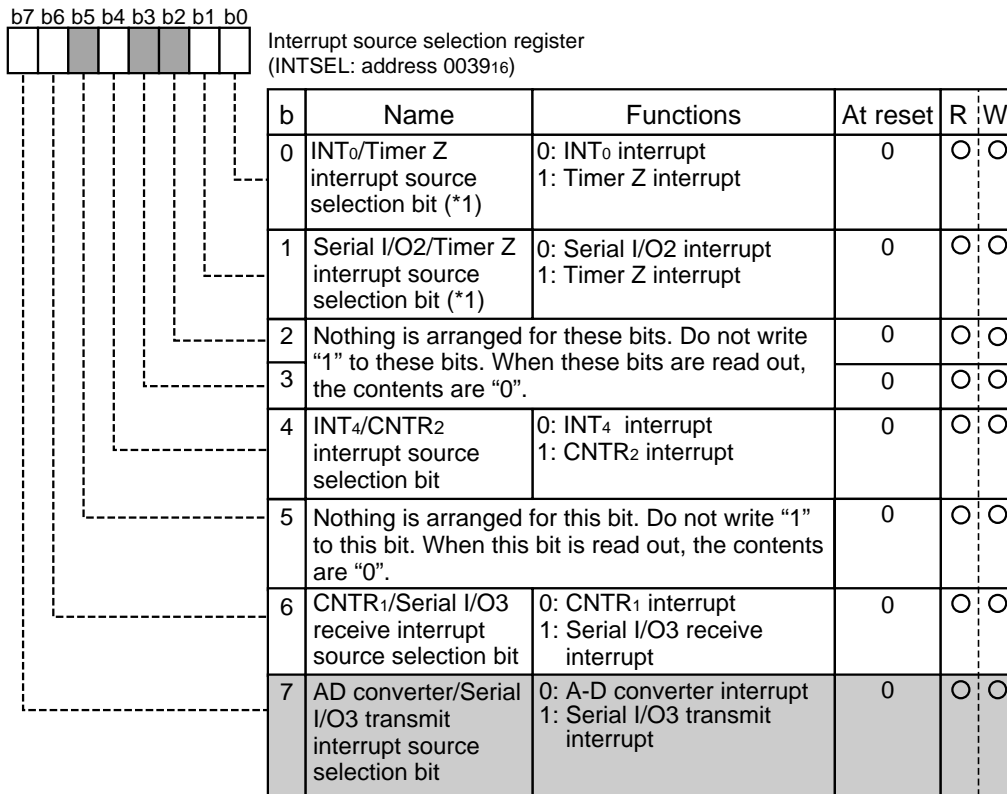 b7 b6 b5 b4 b3 b2 b1 b0
Interrupt source selection register
(INTSEL: address 003916)
b Name Functions At reset R W
0 INT0/Timer Z 0: INT0 interrupt 0 ○ ○
interrupt source 1: Timer Z interrupt
selection bit (*1)
1 Serial I/O2/Timer Z 0: Serial I/O2 interrupt 0 ○ ○
interrupt source 1: Timer Z interrupt
selection bit (*1)
2 Nothing is arranged for these bits. Do not write 0 ○ ○
“1” to these bits. When these bits are read out,
3 the contents are “0”. 0 ○ ○
4 INT4/CNTR2 0: INT4 interrupt 0 ○ ○
interrupt source 1: CNTR2 interrupt
selection bit
5 Nothing is arranged for this bit. Do not write “1” 0 ○ ○
to this bit. When this bit is read out, the contents
are “0”.
6 CNTR1/Serial I/O3 0: CNTR1 interrupt 0 ○ ○
receive interrupt 1: Serial I/O3 receive
source selection bit interrupt
7 AD converter/Serial 0: A-D converter interrupt 0 ○ ○
I/O3 transmit 1: Serial I/O3 transmit
interrupt source interrupt
selection bit